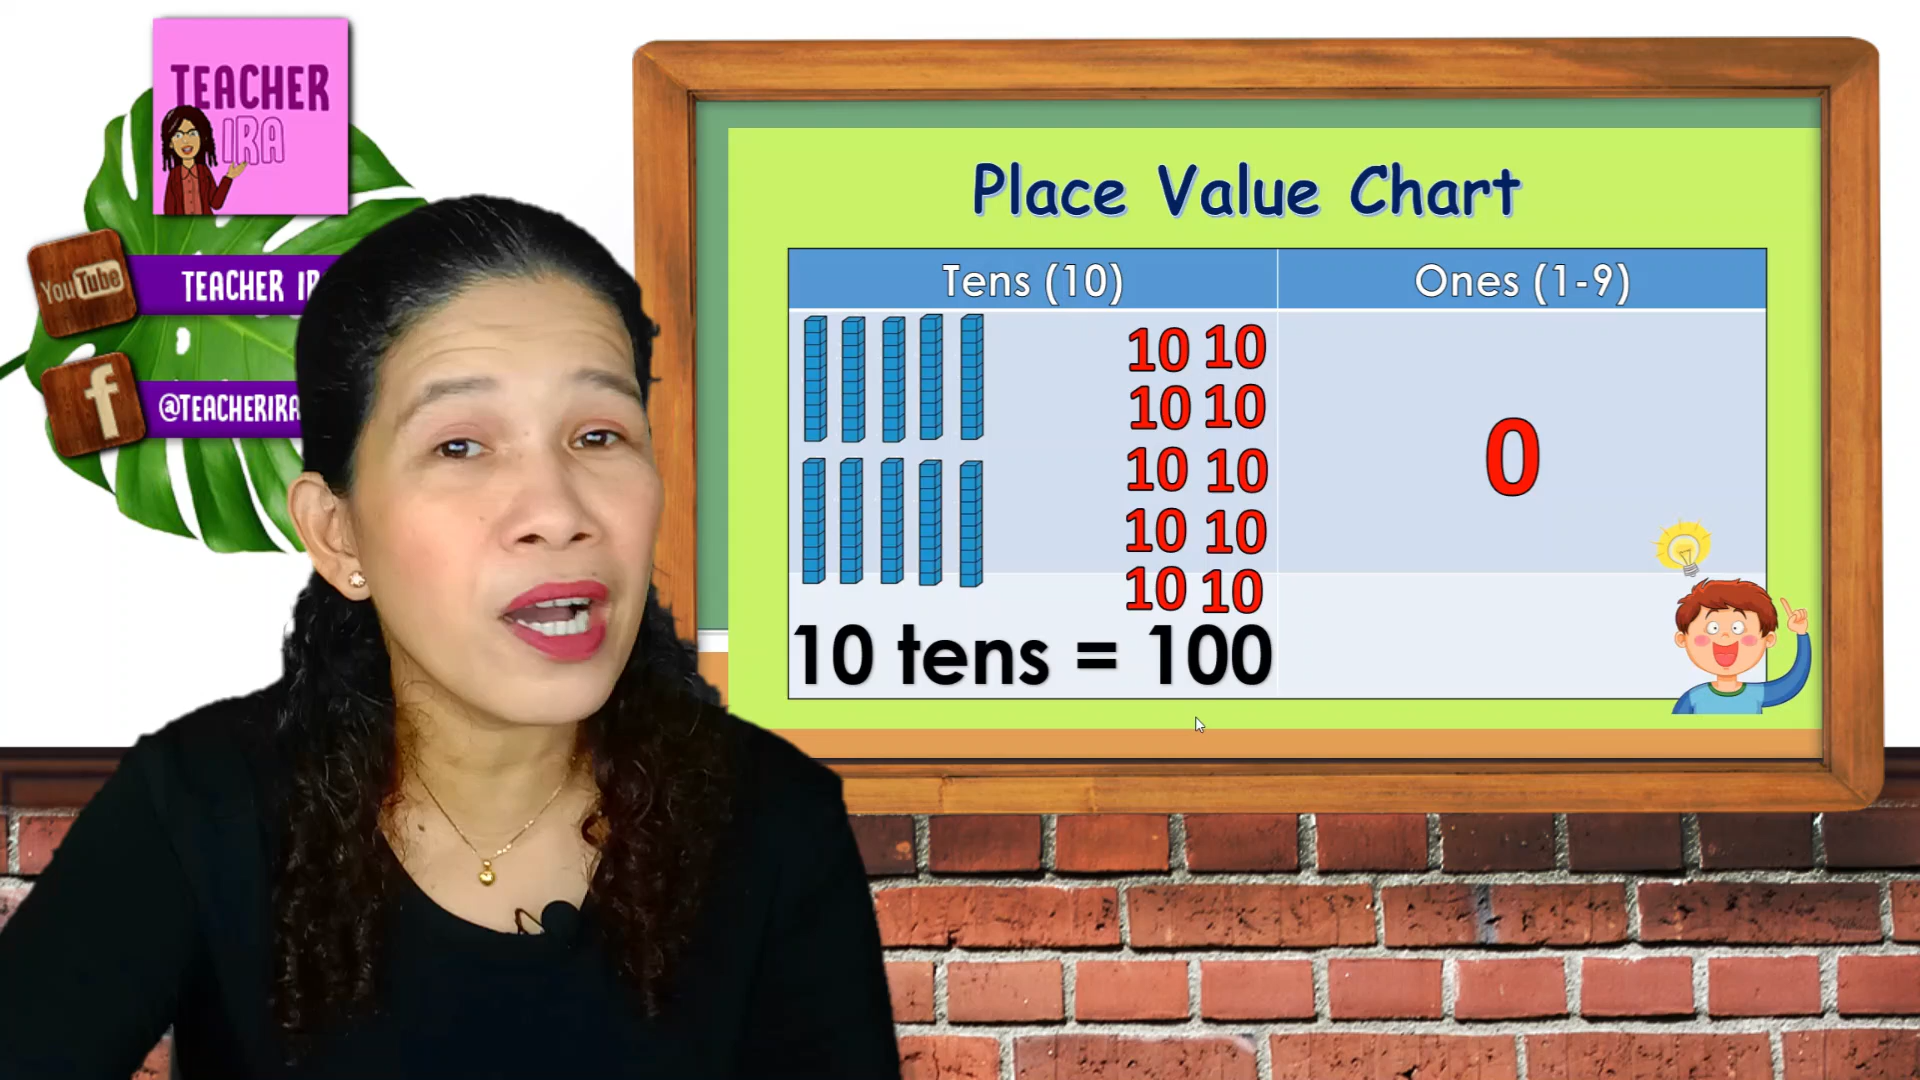 TEACHER
IRA
YouTube
TEACHER IR
f
@TEACHERIRA
Place Value Chart
Tens (10) Ones (1-9)
10 10
10 10
10 10
10 10
10 10
0
10 tens = 100